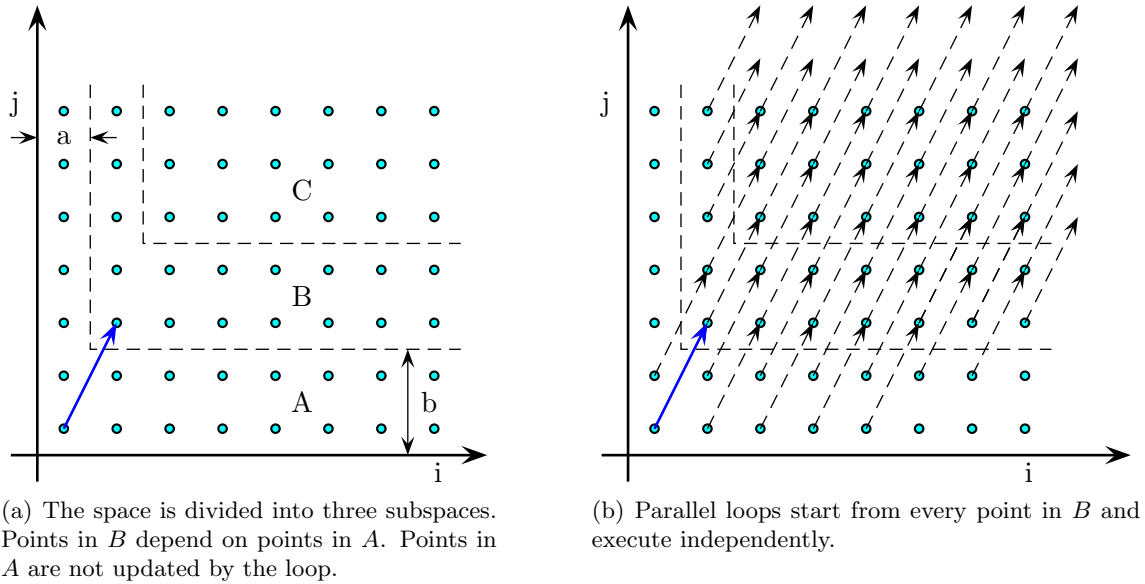 j
a
C
B
A
b
i
(a) The space is divided into three subspaces.
Points in B depend on points in A. Points in
A are not updated by the loop.
j
i
(b) Parallel loops start from every point in B and
execute independently.